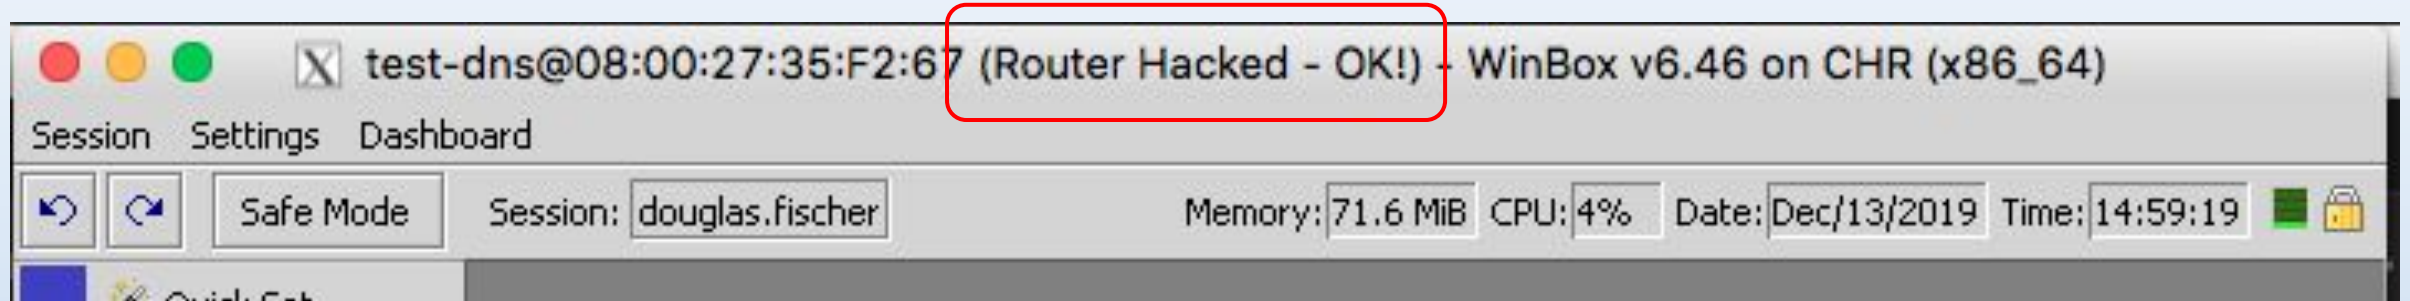 test-dns@08:00:27:35:F2:67 (Router Hacked - OK!) - WinBox v6.46 on CHR (x86_64)
Session Settings Dashboard
Safe Mode Session: douglas.fischer Memory: 71.6 MiB CPU: 4% Date: Dec/13/2019 Time: 14:59:19
Quick Set